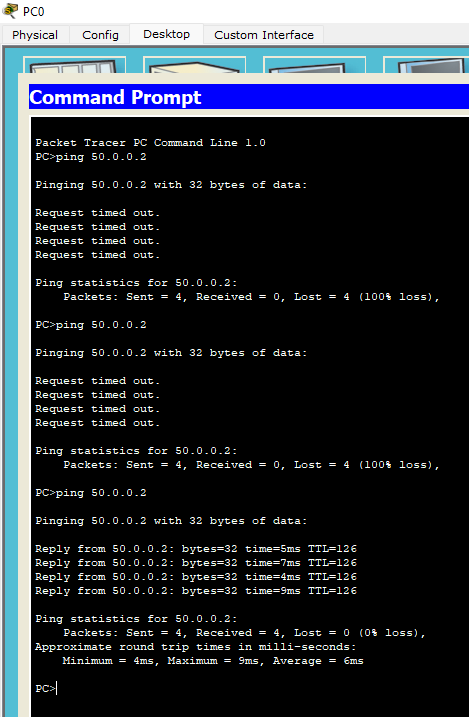 PC0
Physical Config Desktop Custom Interface
Command Prompt
Packet Tracer PC Command Line 1.0
PC>ping 50.0.0.2
Pinging 50.0.0.2 with 32 bytes of data:
Request timed out.
Request timed out.
Request timed out.
Request timed out.
Ping statistics for 50.0.0.2:
    Packets: Sent = 4, Received = 0, Lost = 4 (100% loss),
PC>ping 50.0.0.2
Pinging 50.0.0.2 with 32 bytes of data:
Request timed out.
Request timed out.
Request timed out.
Request timed out.
Ping statistics for 50.0.0.2:
    Packets: Sent = 4, Received = 0, Lost = 4 (100% loss),
PC>ping 50.0.0.2
Pinging 50.0.0.2 with 32 bytes of data:
Reply from 50.0.0.2: bytes=32 time=5ms TTL=126
Reply from 50.0.0.2: bytes=32 time=7ms TTL=126
Reply from 50.0.0.2: bytes=32 time=4ms TTL=126
Reply from 50.0.0.2: bytes=32 time=9ms TTL=126
Ping statistics for 50.0.0.2:
    Packets: Sent = 4, Received = 4, Lost = 0 (0% loss),
Approximate round trip times in milli-seconds:
    Minimum = 4ms, Maximum = 9ms, Average = 6ms
PC>